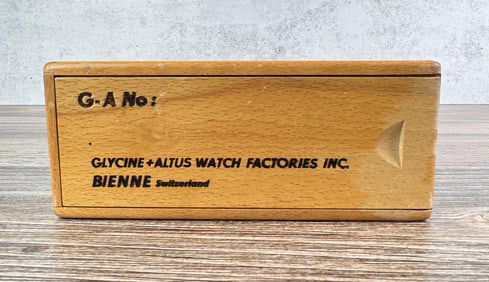 G-A No:
GLYCINE+ALTUS WATCH FACTORIES INC.
BIENNE Switzerland